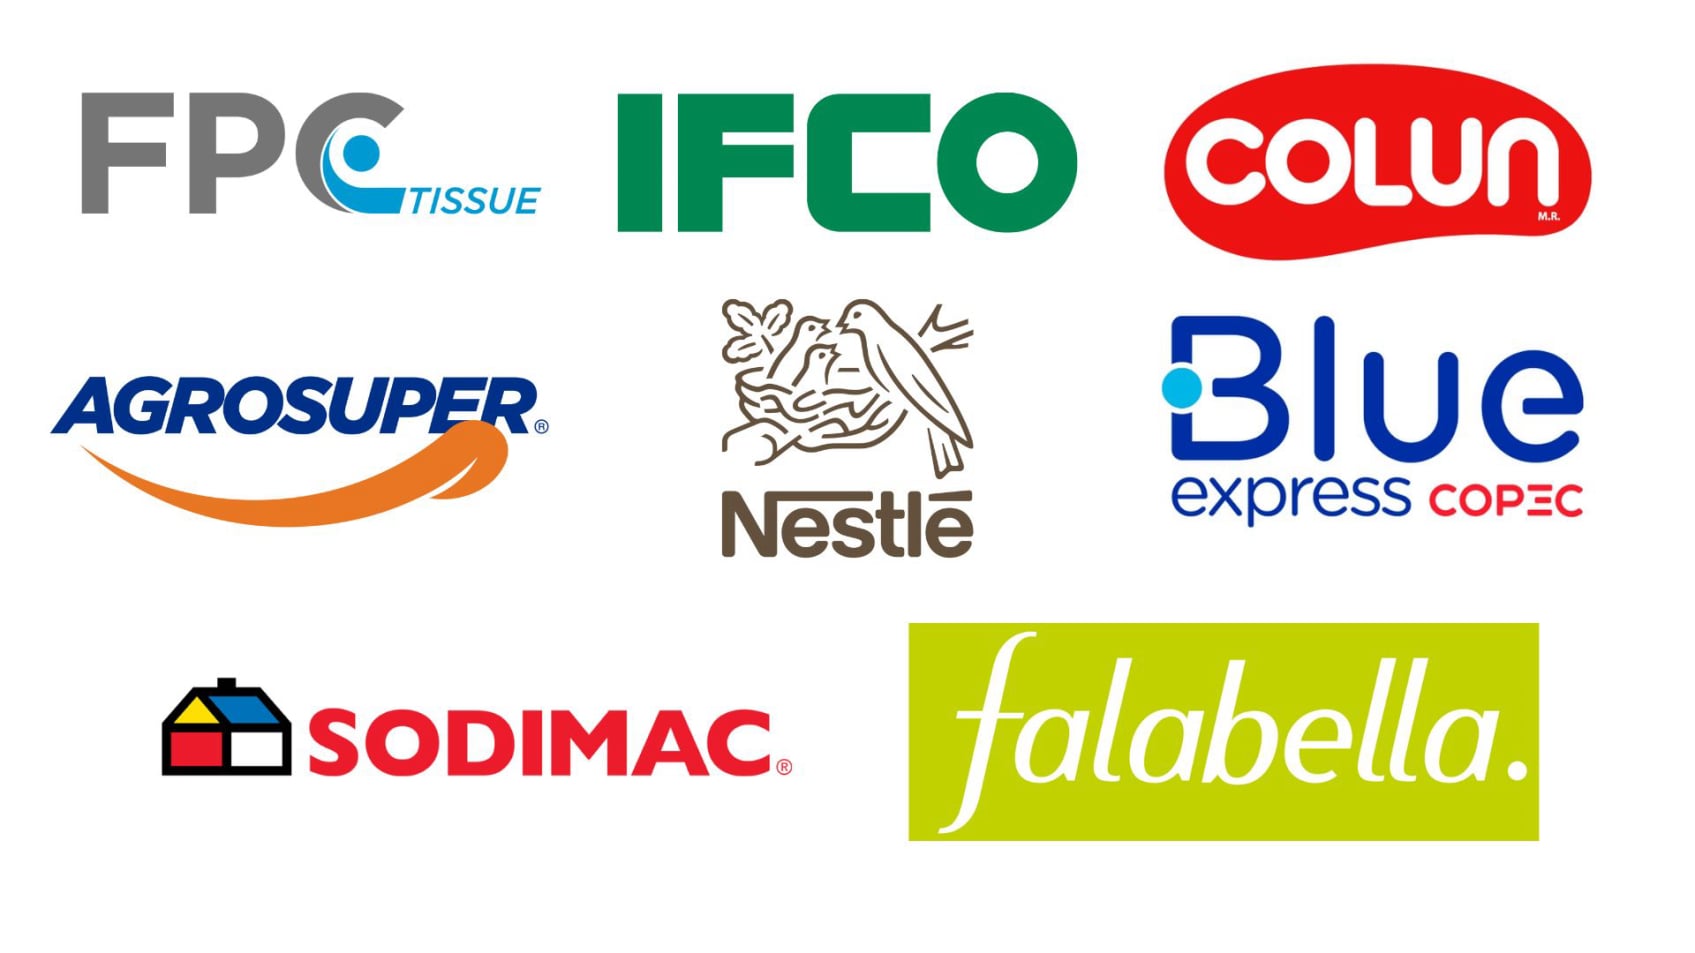 FPC TISSUE
IFCO
COLUN
M.R.
AGROSUPER®
Nestlé
Blue
express COPEC
SODIMAC®
falabella.